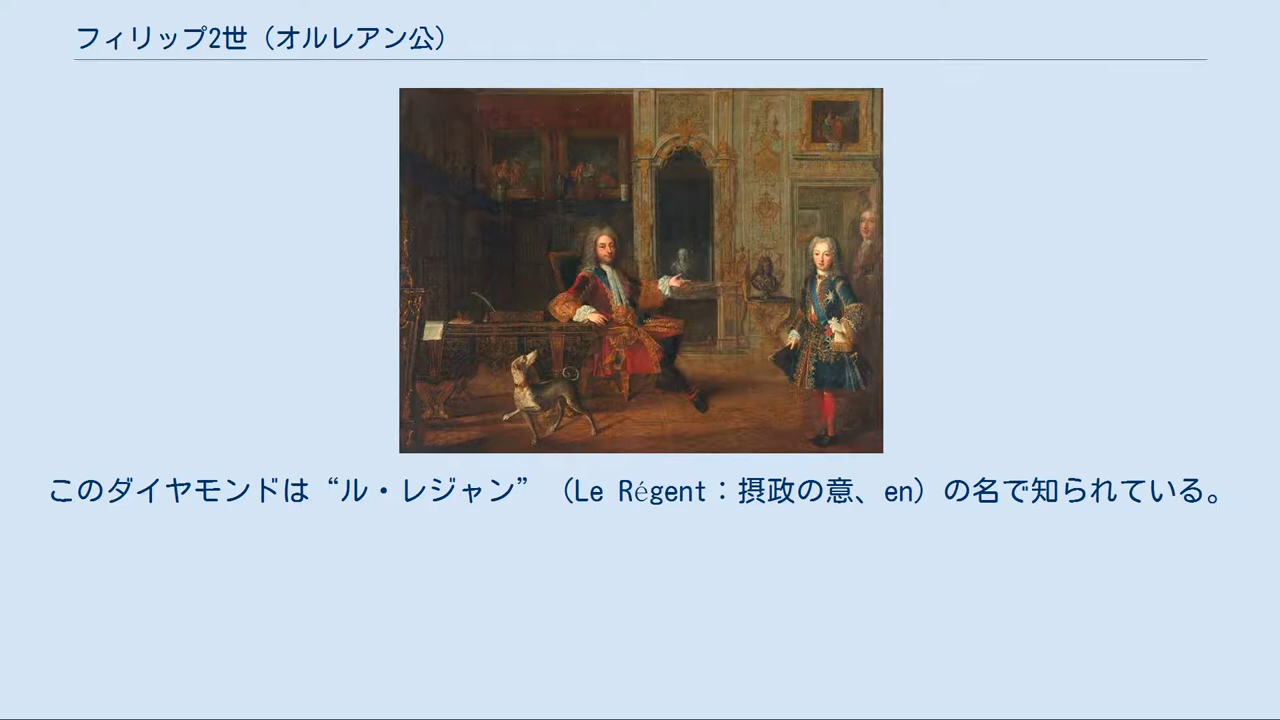 フィリップ2世（オルレアン公）
このダイヤモンドは“ル・レジャン”（Le Régent：摂政の意、en）の名で知られている。